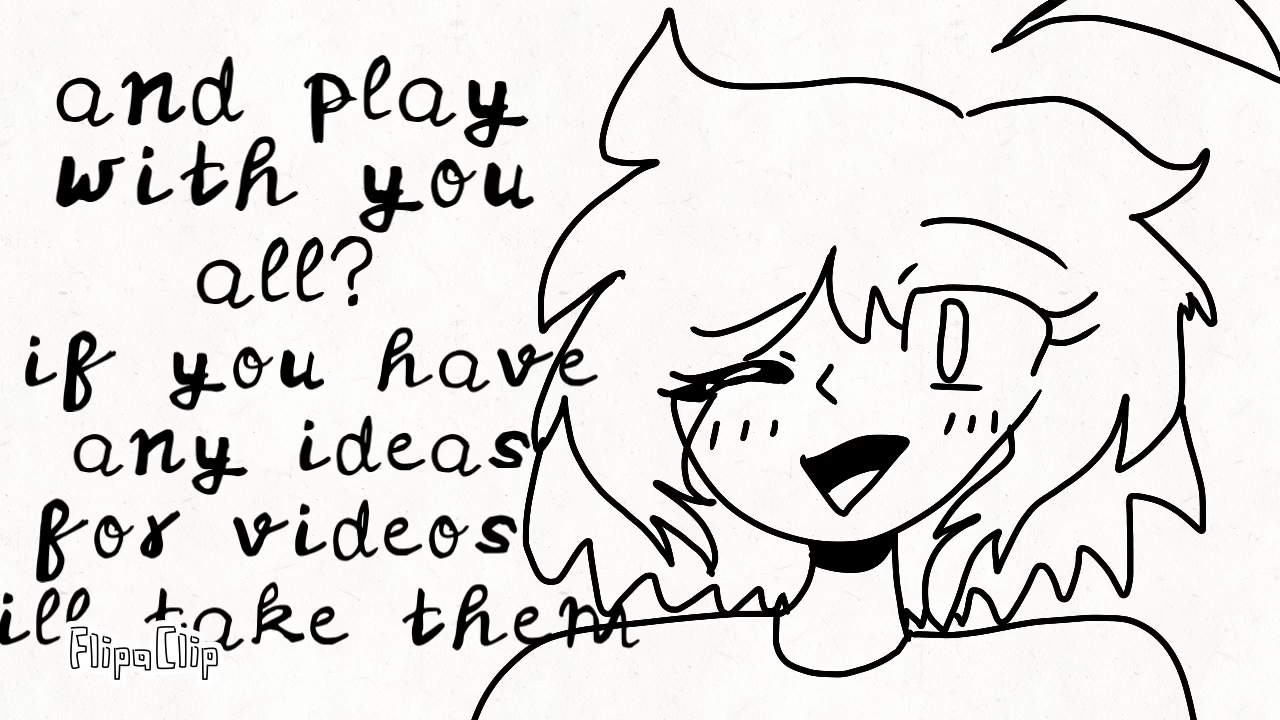 and play
with you
all?
if you have
any ideas
for videos
ill take them
FlipaClip